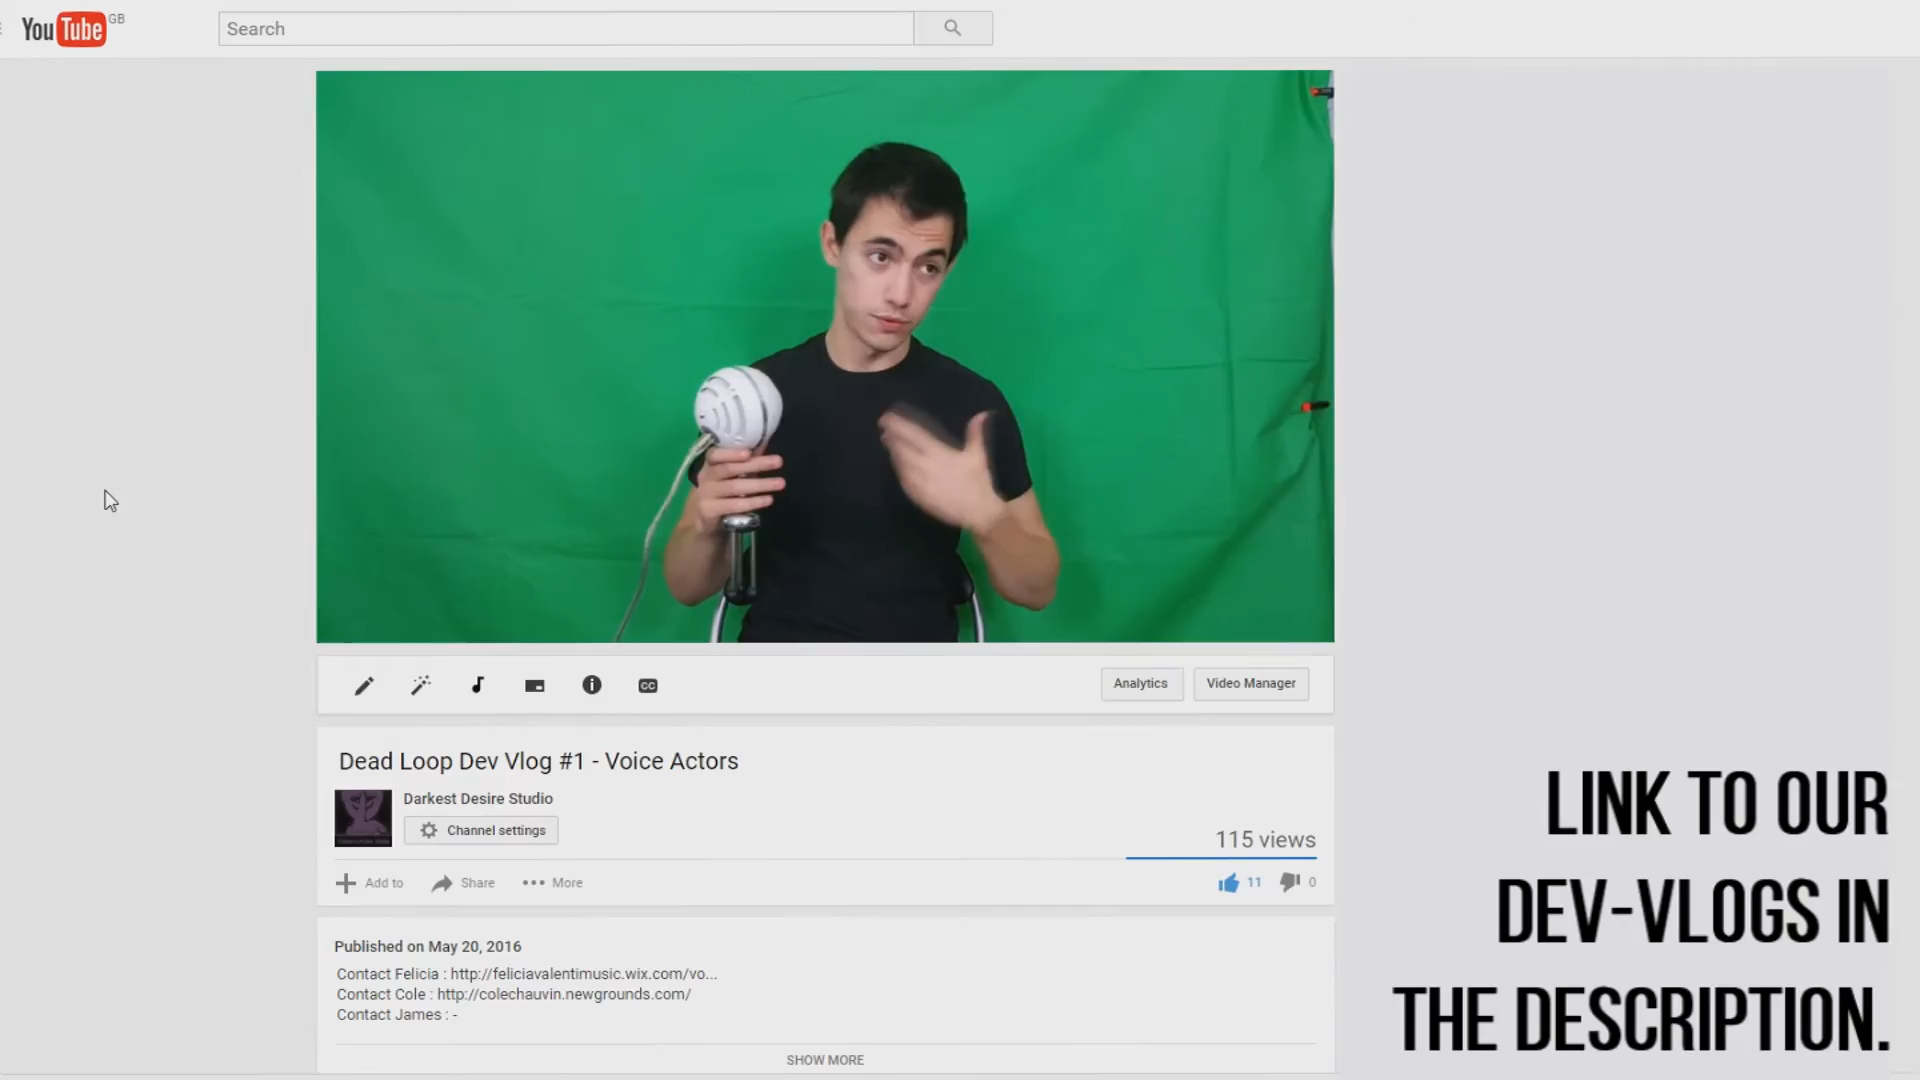 YouTube GB
Search
CC
Analytics
Video Manager
Dead Loop Dev Vlog #1 - Voice Actors
Darkest Desire Studio
Channel settings
115 views
Add to
Share
More
11
0
Published on May 20, 2016
Contact Felicia : http://feliciavalentimusic.wix.com/vo...
Contact Cole : http://colechauvin.newgrounds.com/
Contact James : -
SHOW MORE
LINK TO OUR
DEV-VLOGS IN
THE DESCRIPTION.